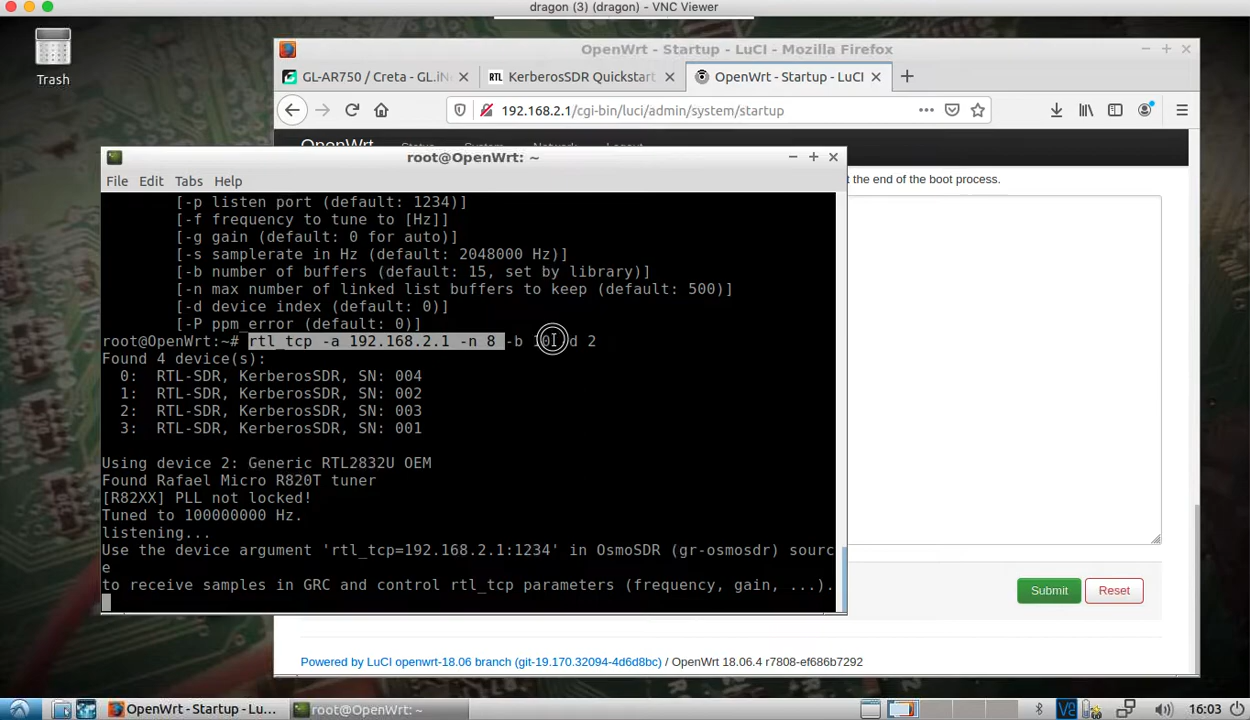 dragon (3) (dragon) - VNC Viewer
Trash
OpenWrt - Startup - LuCI - Mozilla Firefox
GL-AR750 / Creta - GL.iNe
RTL KerberosSDR Quickstart
OpenWrt - Startup - LuCI
192.168.2.1/cgi-bin/luci/admin/system/startup
OpenWrt Status System Network Logout
root@OpenWrt: ~
File Edit Tabs Help
t the end of the boot process.
[-p listen port (default: 1234)]
[-f frequency to tune to [Hz]]
[-g gain (default: 0 for auto)]
[-s samplerate in Hz (default: 2048000 Hz)]
[-b number of buffers (default: 15, set by library)]
[-n max number of linked list buffers to keep (default: 500)]
[-d device index (default: 0)]
[-P ppm_error (default: 0)]
root@OpenWrt:~# rtl_tcp -a 192.168.2.1 -n 8 -b d 2
Found 4 device(s):
0: RTL-SDR, KerberosSDR, SN: 004
1: RTL-SDR, KerberosSDR, SN: 002
2: RTL-SDR, KerberosSDR, SN: 003
3: RTL-SDR, KerberosSDR, SN: 001
Using device 2: Generic RTL2832U OEM
Found Rafael Micro R820T tuner
[R82XX] PLL not locked!
Tuned to 100000000 Hz.
listening...
Use the device argument 'rtl_tcp=192.168.2.1:1234' in OsmoSDR (gr-osmosdr) sourc
e
to receive samples in GRC and control rtl_tcp parameters (frequency, gain, ...).
Submit
Reset
Powered by LuCI openwrt-18.06 branch (git-19.170.32094-4d6d8bc) / OpenWrt 18.06.4 r7808-ef686b7292
OpenWrt - Startup - Lu...
root@OpenWrt: ~
16:03